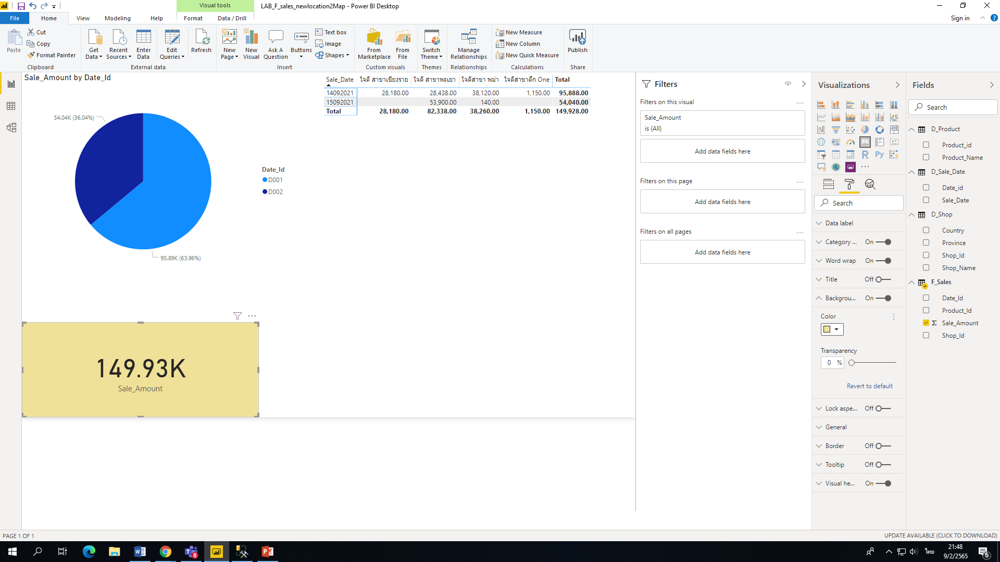 Visual tools
LAB_F_sales_newlocation2Map - Power BI Desktop
File
Home
View
Modeling
Help
Format
Data / Drill
Sign in
?
Paste
Cut
Copy
Format Painter
Clipboard
Get Data
Recent Sources
Enter Data
Edit Queries
External data
Refresh
New Page
New Visual
Ask A Question
Buttons
Text box
Image
Shapes
Insert
From Marketplace
From File
Custom visuals
Switch Theme
Themes
Manage Relationships
Relationships
New Measure
New Column
New Quick Measure
Calculations
Publish
Share
Sale_Amount by Date_Id
54.04K (36.04%)
95.89K (63.96%)
Date_Id
D001
D002
Sale_Date ใจดี สาขาเชียงราย ใจดี สาขาพะเยา ใจดีสาขา พม่า ใจดีสาขาตึก One Total
14092021 28,180.00 28,438.00 38,120.00 1,150.00 95,888.00
15092021 53,900.00 140.00 54,040.00
Total 28,180.00 82,338.00 38,260.00 1,150.00 149,928.00
149.93K
Sale_Amount
Filters
Filters on this visual ...
Sale_Amount
is (All)
Add data fields here
Filters on this page ...
Add data fields here
Filters on all pages ...
Add data fields here
Visualizations
R Py
Search
Data label
Category ... On
Word wrap On
Title Off
Backgrou... On
Color
Transparency
0 %
Revert to default
Lock aspe... Off
General
Border Off
Tooltip Off
Visual he... On
Fields
Search
D_Product
Product_id
Product_Name
D_Sale_Date
Date_id
Sale_Date
D_Shop
Country
Province
Shop_Id
Shop_Name
F_Sales
Date_Id
Product_Id
Σ Sale_Amount
Shop_Id
PAGE 1 OF 1
UPDATE AVAILABLE (CLICK TO DOWNLOAD)
8
ไทย
21:48
9/2/2565
6